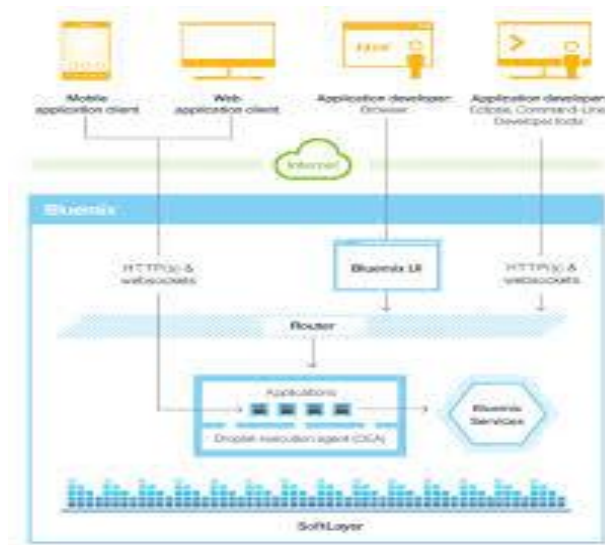 Mobile
application client
Web
application client
Application developer:
Browser
Application developer:
Eclipse, Command-Line
Developer tools
Internet
Bluemix
HTTP(s) &
websockets
Bluemix UI
HTTP(s) &
websockets
Router
Applications
Droplet execution agent (DEA)
Bluemix
Services
SoftLayer